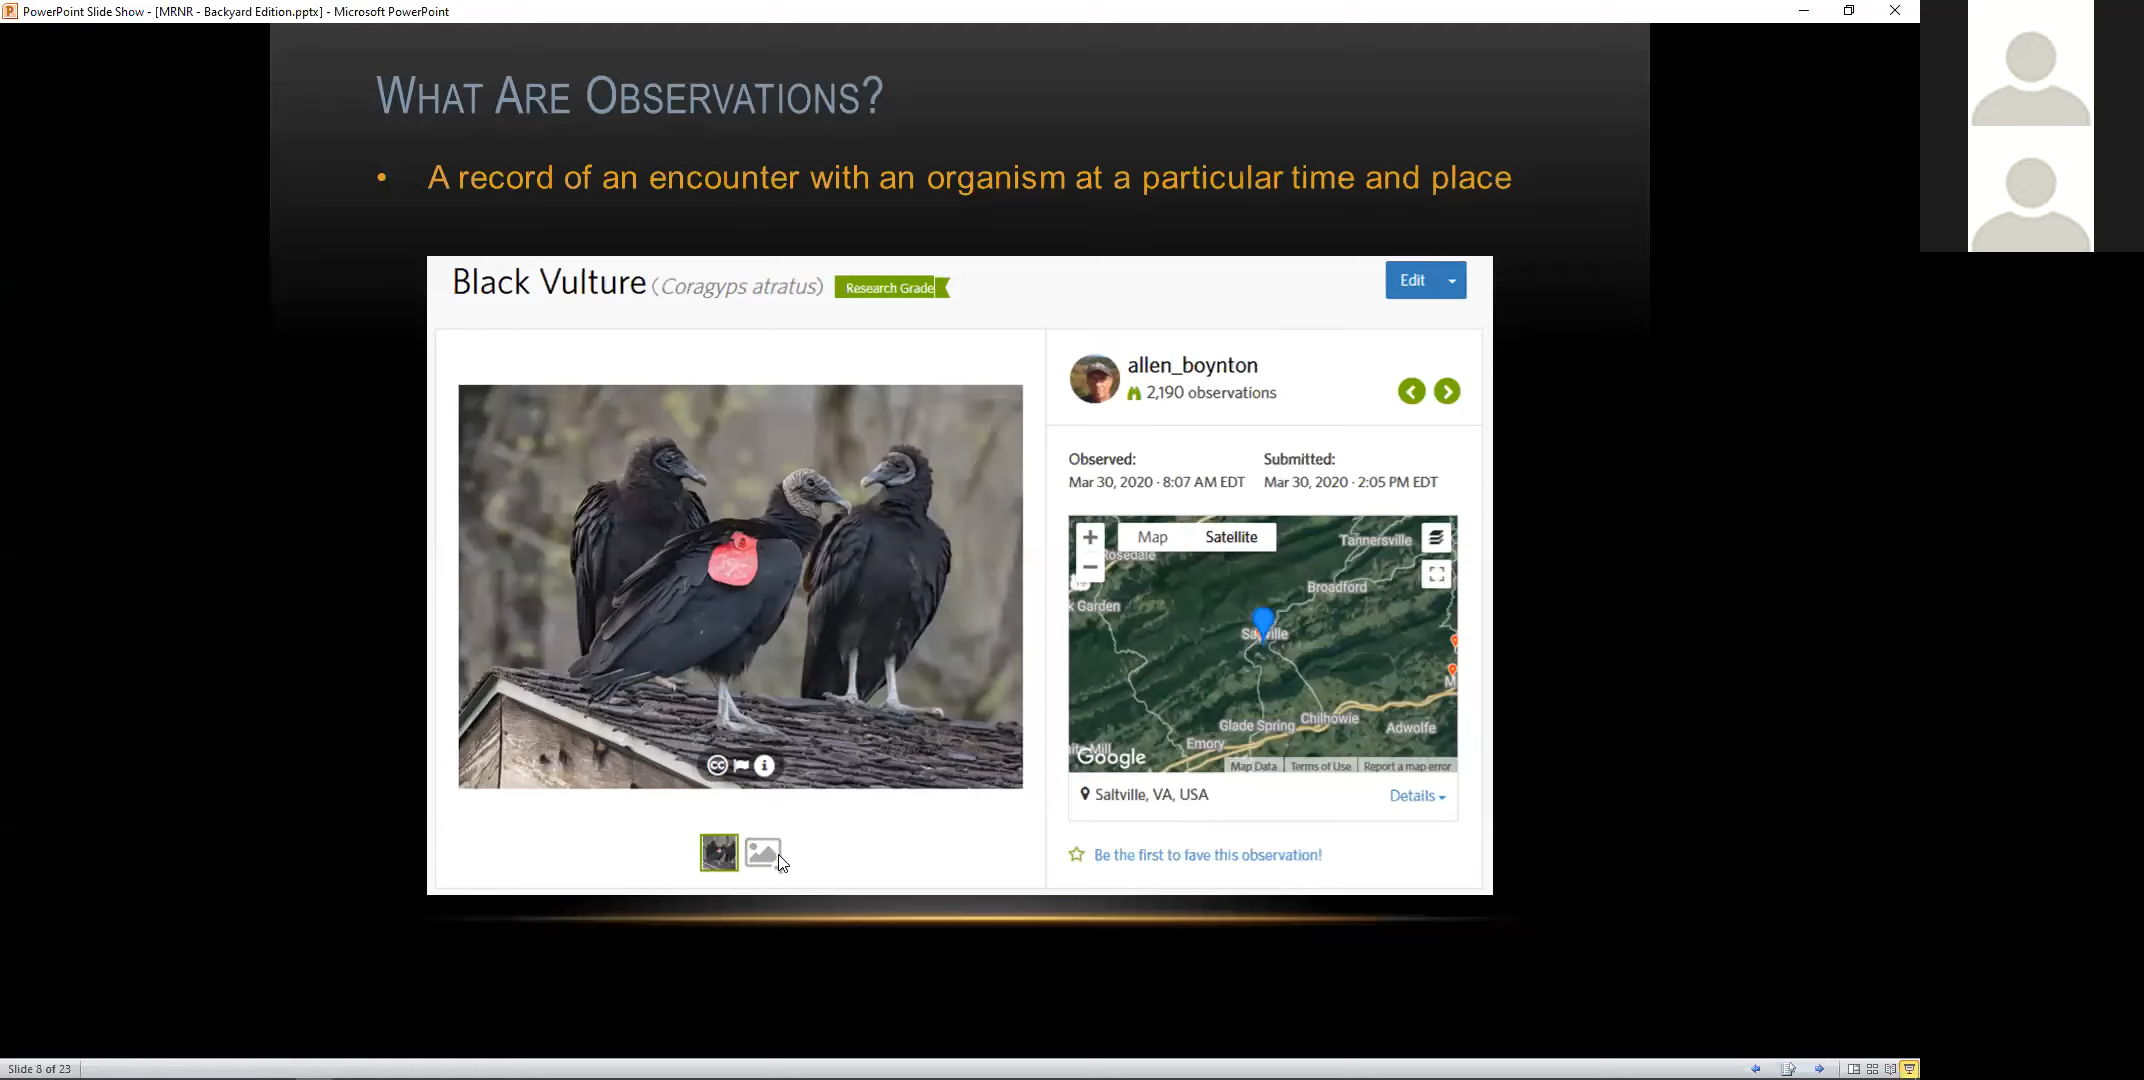 PowerPoint Slide Show - [MRNR - Backyard Edition.pptx] - Microsoft PowerPoint
WHAT ARE OBSERVATIONS?
• A record of an encounter with an organism at a particular time and place
Black Vulture (Coragyps atratus) Research Grade
Edit
allen_boynton
2,190 observations
Observed: Submitted:
Mar 30, 2020 · 8:07 AM EDT Mar 30, 2020 · 2:05 PM EDT
+ Map Satellite
Tannersville
Rosedale
−
Broadford
k Garden
Saltville
Chilhowie
Glade Spring
Adwolfe
Emory
Google
Map Data Terms of Use Report a map error
Saltville, VA, USA Details
Be the first to fave this observation!
Slide 8 of 23